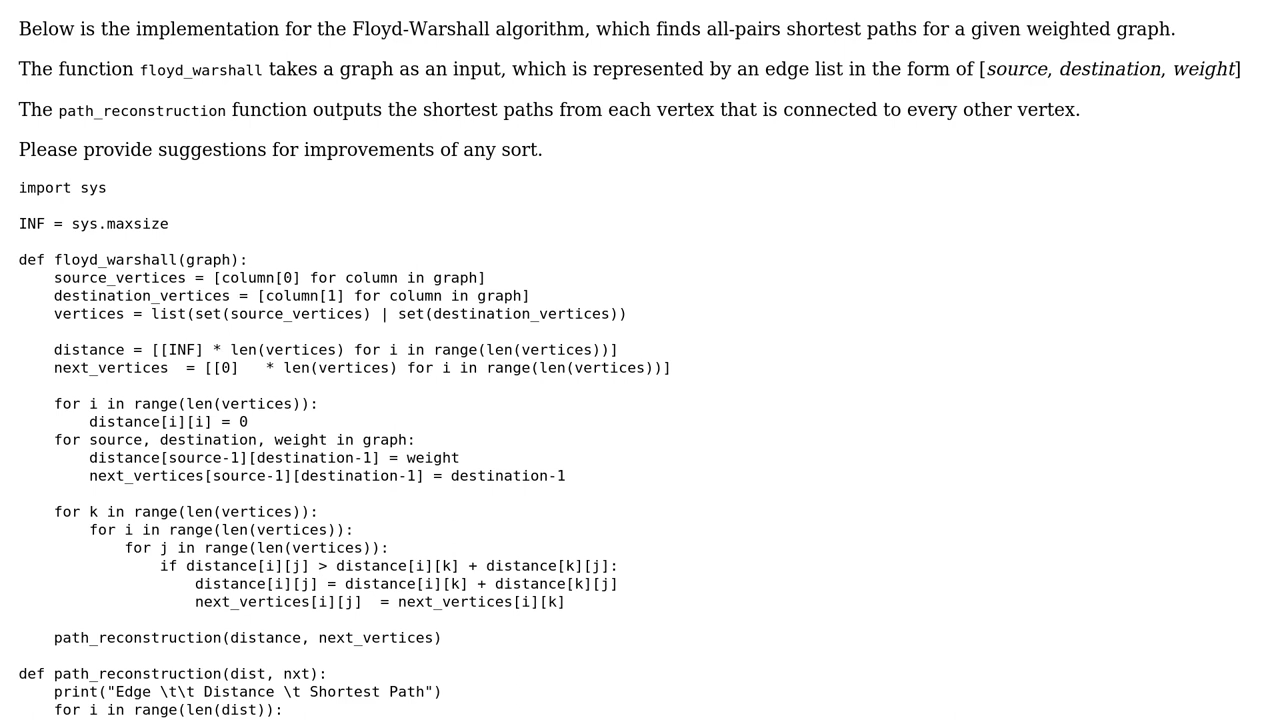 Below is the implementation for the Floyd-Warshall algorithm, which finds all-pairs shortest paths for a given weighted graph.
The function floyd_warshall takes a graph as an input, which is represented by an edge list in the form of [source, destination, weight]
The path_reconstruction function outputs the shortest paths from each vertex that is connected to every other vertex.
Please provide suggestions for improvements of any sort.
import sys
INF = sys.maxsize
def floyd_warshall(graph):
    source_vertices = [column[0] for column in graph]
    destination_vertices = [column[1] for column in graph]
    vertices = list(set(source_vertices) | set(destination_vertices))
    distance = [[INF] * len(vertices) for i in range(len(vertices))]
    next_vertices  = [[0]   * len(vertices) for i in range(len(vertices))]
    for i in range(len(vertices)):
        distance[i][i] = 0
    for source, destination, weight in graph:
        distance[source-1][destination-1] = weight
        next_vertices[source-1][destination-1] = destination-1
    for k in range(len(vertices)):
        for i in range(len(vertices)):
            for j in range(len(vertices)):
                if distance[i][j] > distance[i][k] + distance[k][j]:
                    distance[i][j] = distance[i][k] + distance[k][j]
                    next_vertices[i][j]  = next_vertices[i][k]
    path_reconstruction(distance, next_vertices)
def path_reconstruction(dist, nxt):
    print("Edge \t\t Distance \t Shortest Path")
    for i in range(len(dist)):